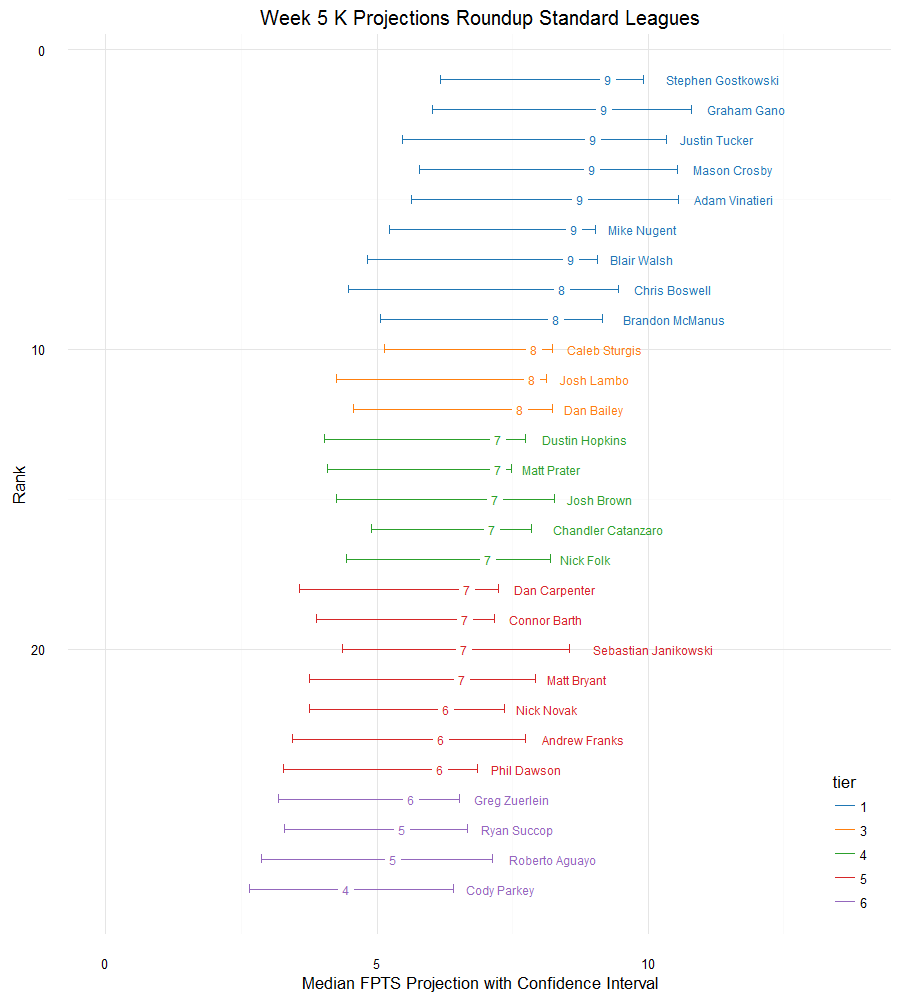 Week 5 K Projections Roundup Standard Leagues
0
9 Stephen Gostkowski
9 Graham Gano
9 Justin Tucker
9 Mason Crosby
9 Adam Vinatieri
9 Mike Nugent
9 Blair Walsh
8 Chris Boswell
8 Brandon McManus
10 8 Caleb Sturgis
8 Josh Lambo
8 Dan Bailey
7 Dustin Hopkins
7 Matt Prater
Rank
7 Josh Brown
7 Chandler Catanzaro
7 Nick Folk
7 Dan Carpenter
7 Connor Barth
20 7 Sebastian Janikowski
7 Matt Bryant
6 Nick Novak
6 Andrew Franks
6 Phil Dawson
6 Greg Zuerlein
5 Ryan Succop
5 Roberto Aguayo
4 Cody Parkey
tier
1
3
4
5
6
0 5 10
Median FPTS Projection with Confidence Interval